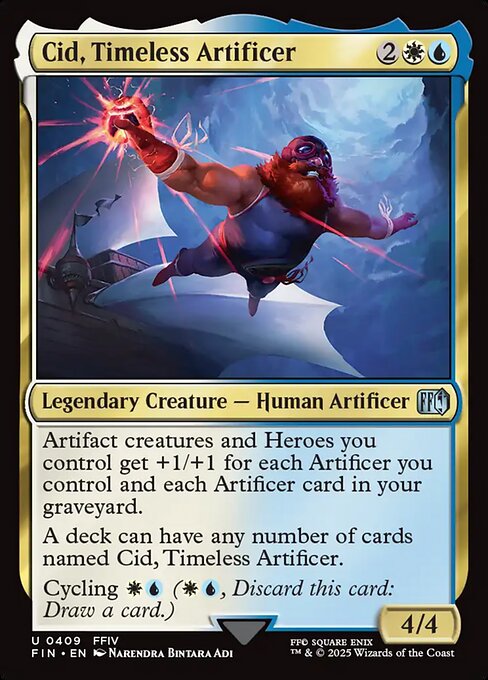 Cid, Timeless Artificer 2
Legendary Creature — Human Artificer FF
Artifact creatures and Heroes you
control get +1/+1 for each Artificer you
control and each Artificer card in your
graveyard.
A deck can have any number of cards
named Cid, Timeless Artificer.
Cycling (, Discard this card:
Draw a card.)
4/4
U 0409 FFIV
FIN • EN Narendra Bintara Adi
FF© SQUARE ENIX
™ & © 2025 Wizards of the Coast